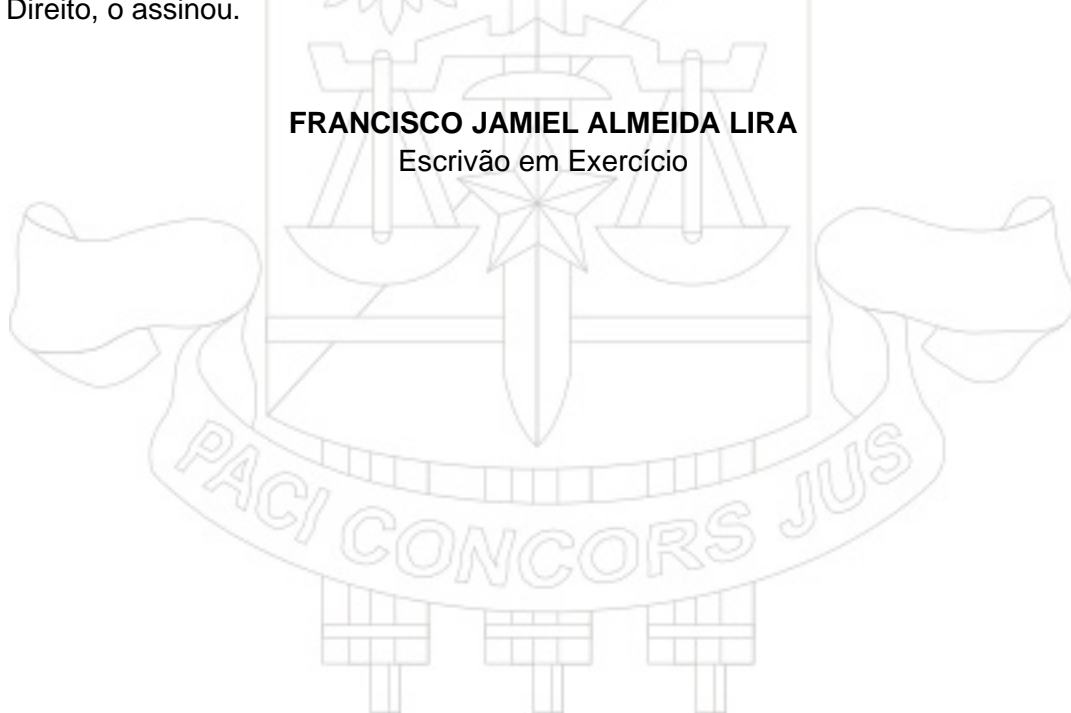 Direito, o assinou.
FRANCISCO JAMIEL ALMEIDA LIRA
Escrivão em Exercício
PACI CONCORS JUS